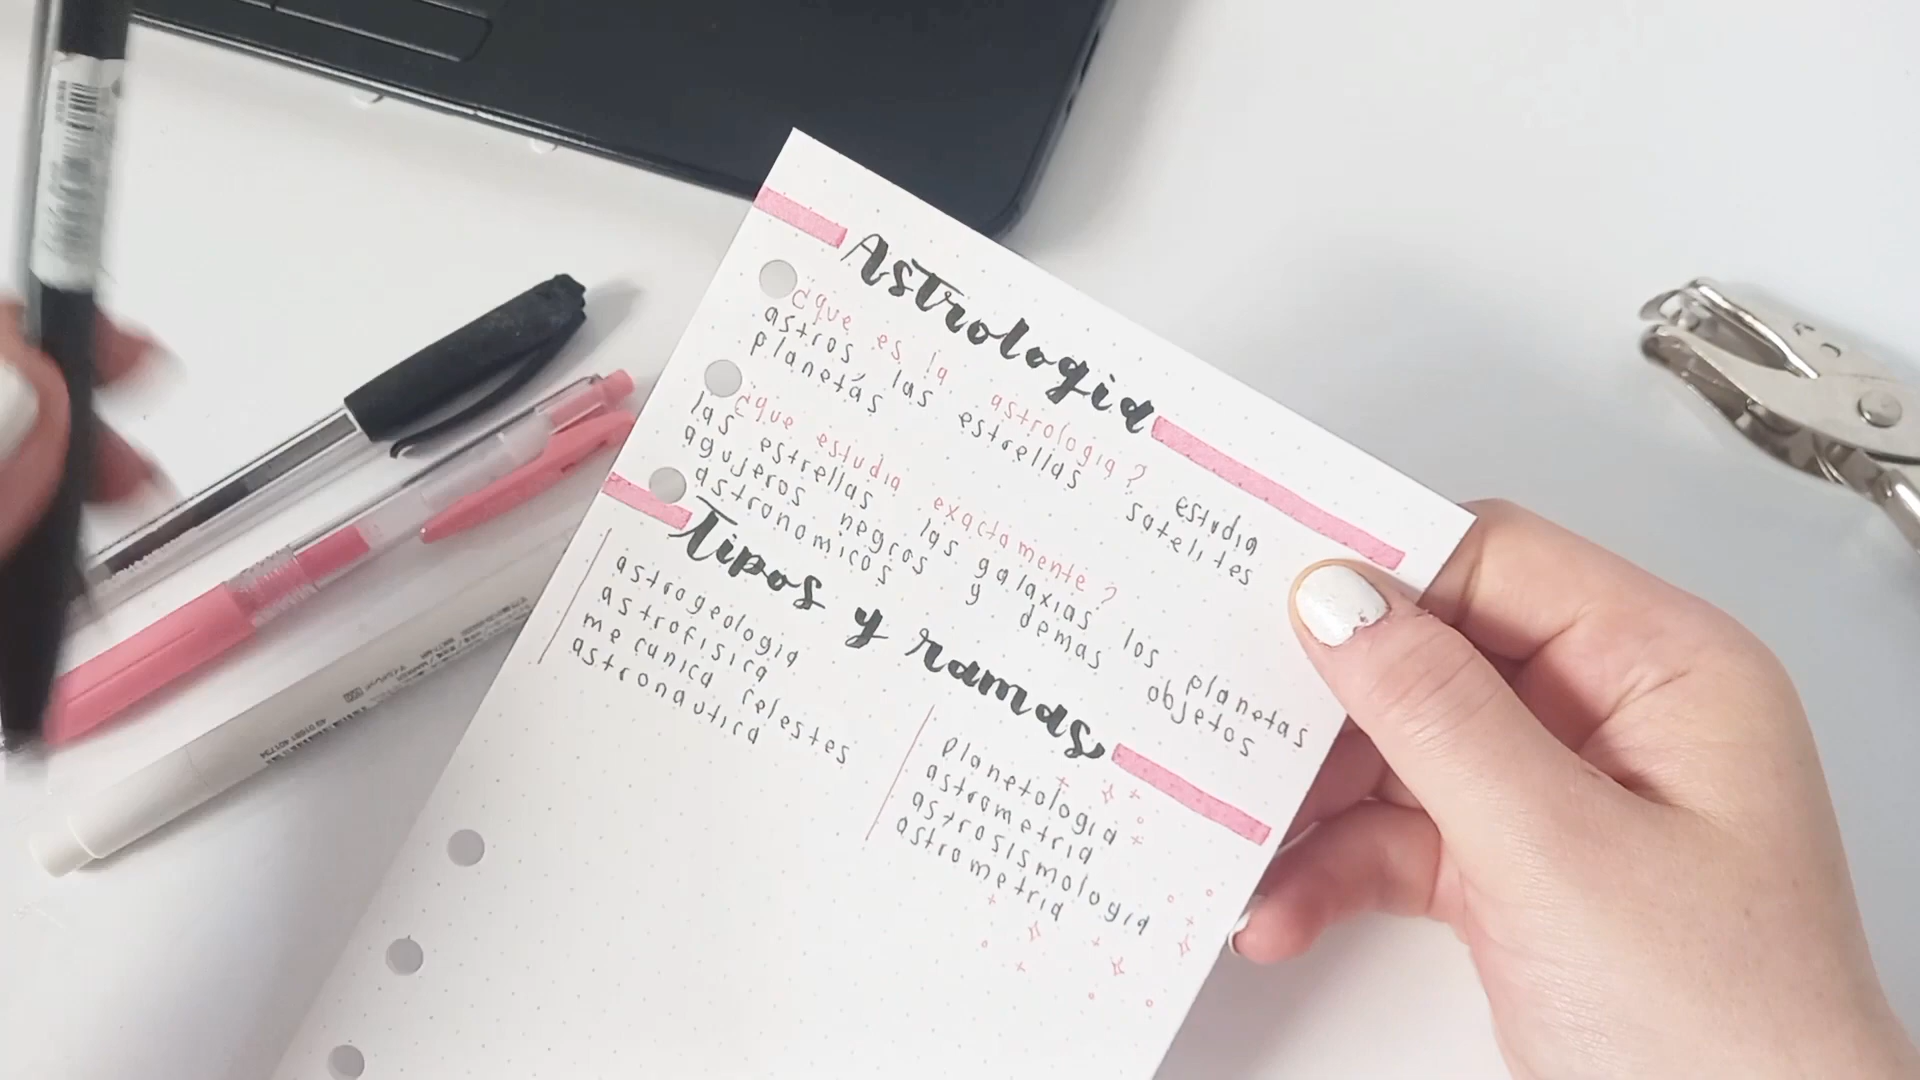 Astrologia
¿que es la astrologia? estudia
astros, las estrellas satelites
planetas
¿que estudia exactamente?
las estrellas las galaxias los planetas
agujeros negros y demas objetos
astronomicos
Tipos y ramas
astrogeologia
astrofisica
mecanica celestes
astronautica
planetologia
astrometria
astrosismologia
astrometria